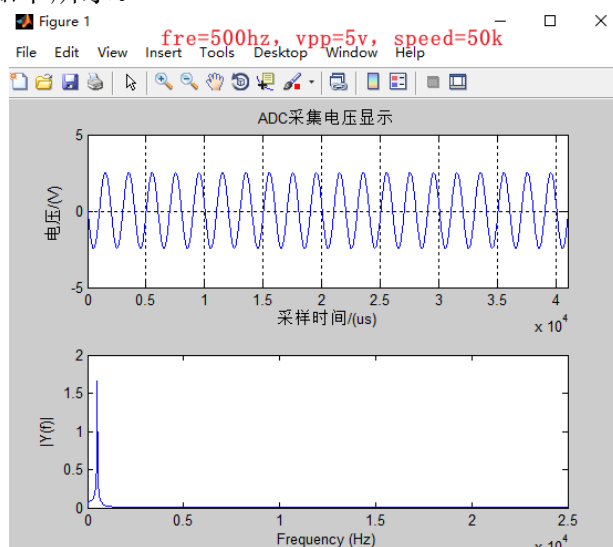 Figure 1
fre=500hz, vpp=5v, speed=50k
File Edit View Insert Tools Desktop Window Help
ADC采集电压显示
5
0
-5
电压/(V)
0 0.5 1 1.5 2 2.5 3 3.5 4
采样时间/(us)
x 10^4
2
1.5
1
0.5
0
|Y(f)|
0 0.5 1 1.5 2 2.5
Frequency (Hz)
x 10^4